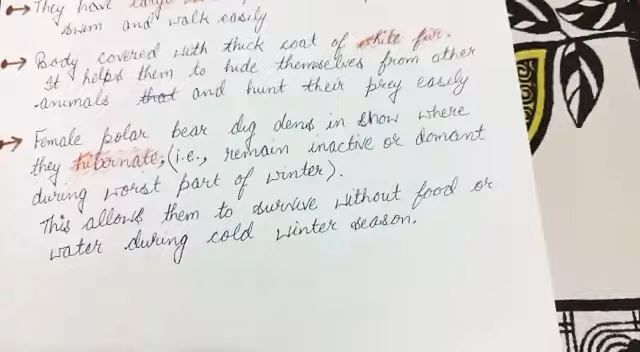 They have large
swim and walk easily
Body covered with thick coat of white fur.
It helps them to hide themselves from other
animals that and hunt their prey easily
Female polar bear dig dens in snow where
they hibernate, (i.e., remain inactive or domant
during worst part of winter).
This allows them to survive without food or
water during cold winter season.